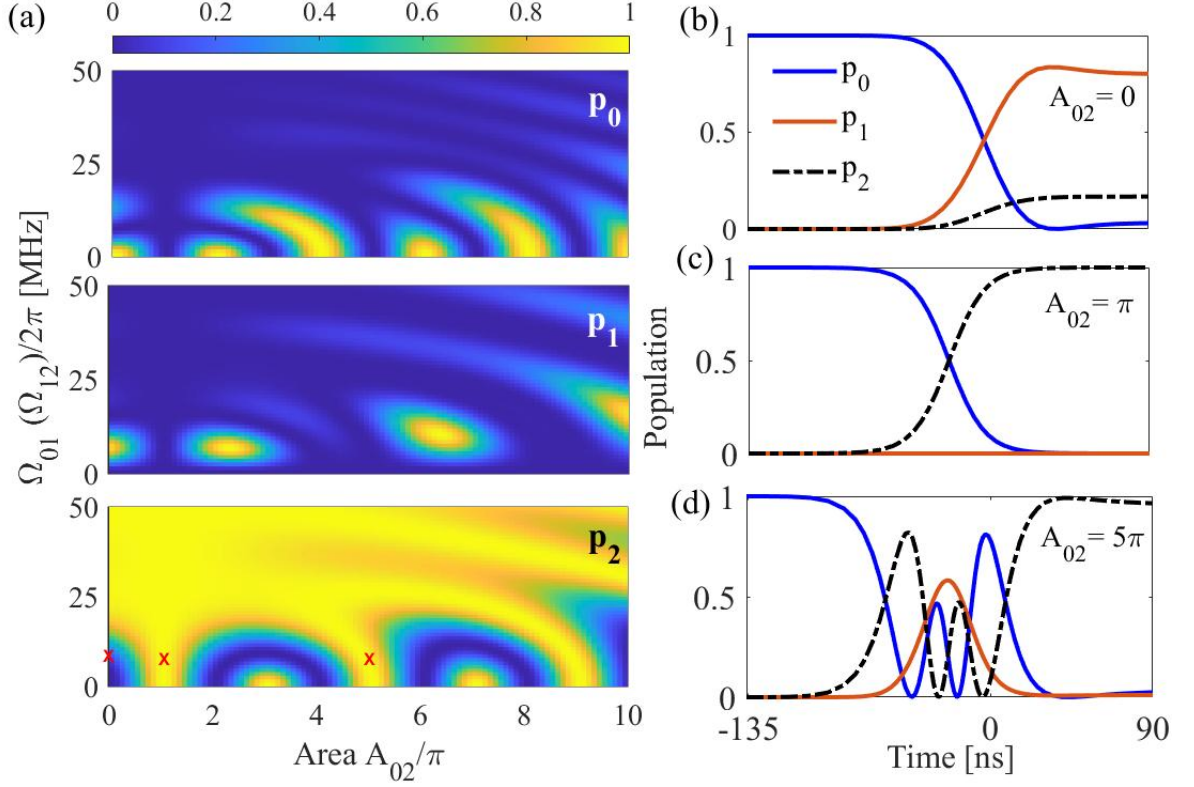 (a)
0 0.2 0.4 0.6 0.8 1
50
25
0
p0
50
25
0
p1
50
25
0
p2
x x x
0 2 4 6 8 10
Area A02/π
Ω01 (Ω12)/2π [MHz]
(b)
1
0.5
0
p0
p1
p2
A02= 0
(c)
1
0.5
0
A02= π
Population
(d)
1
0.5
0
A02= 5π
-135 0 90
Time [ns]